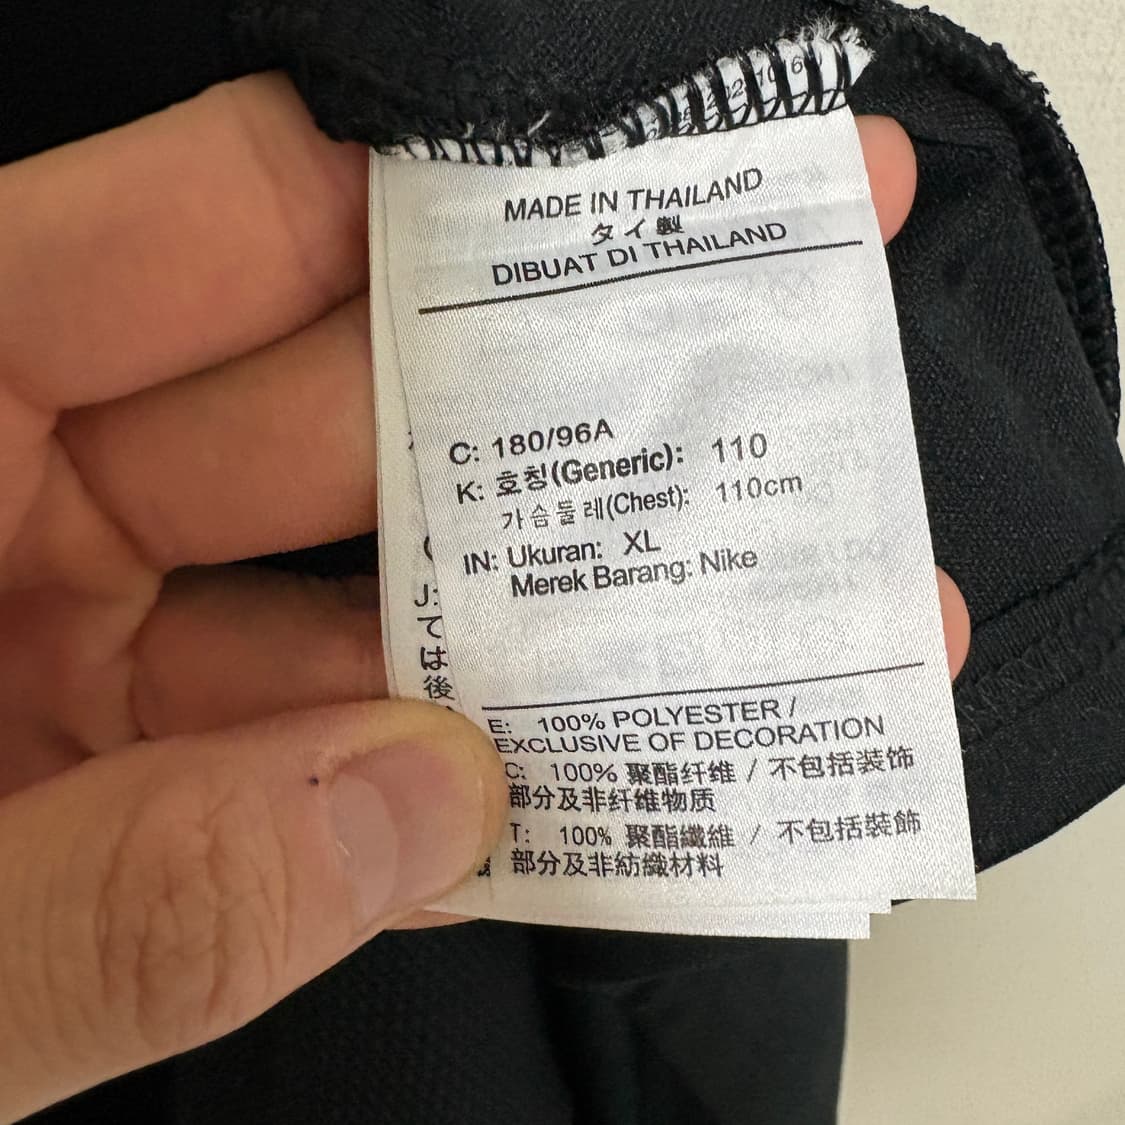 MADE IN THAILAND
タイ製
DIBUAT DI THAILAND
C: 180/96A
K: 호칭(Generic): 110
가슴둘레(Chest): 110cm
IN: Ukuran: XL
Merek Barang: Nike
E: 100% POLYESTER /
EXCLUSIVE OF DECORATION
C: 100% 聚酯纤维 / 不包括装饰
部分及非纤维物质
T: 100% 聚酯纖維 / 不包括裝飾
部分及非紡織材料
J:
て
は
後